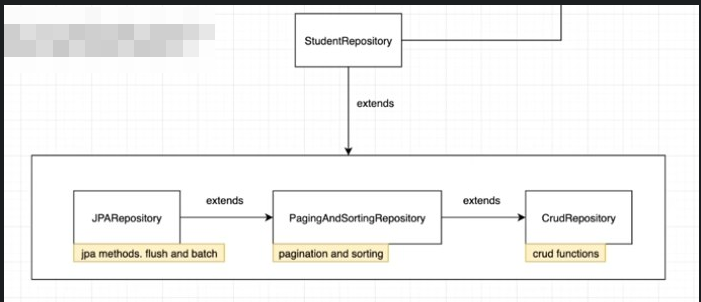 StudentRepository
extends
extends
extends
JPARepository
PagingAndSortingRepository
CrudRepository
jpa methods. flush and batch
pagination and sorting
crud functions